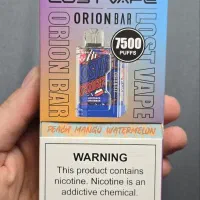 LOST VAPE
ORION BAR
7500
PUFFS
ORION BAR
LOST VAPE
PEACH MANGO WATERMELON
WARNING
This product contains
nicotine. Nicotine is an
addictive chemical.